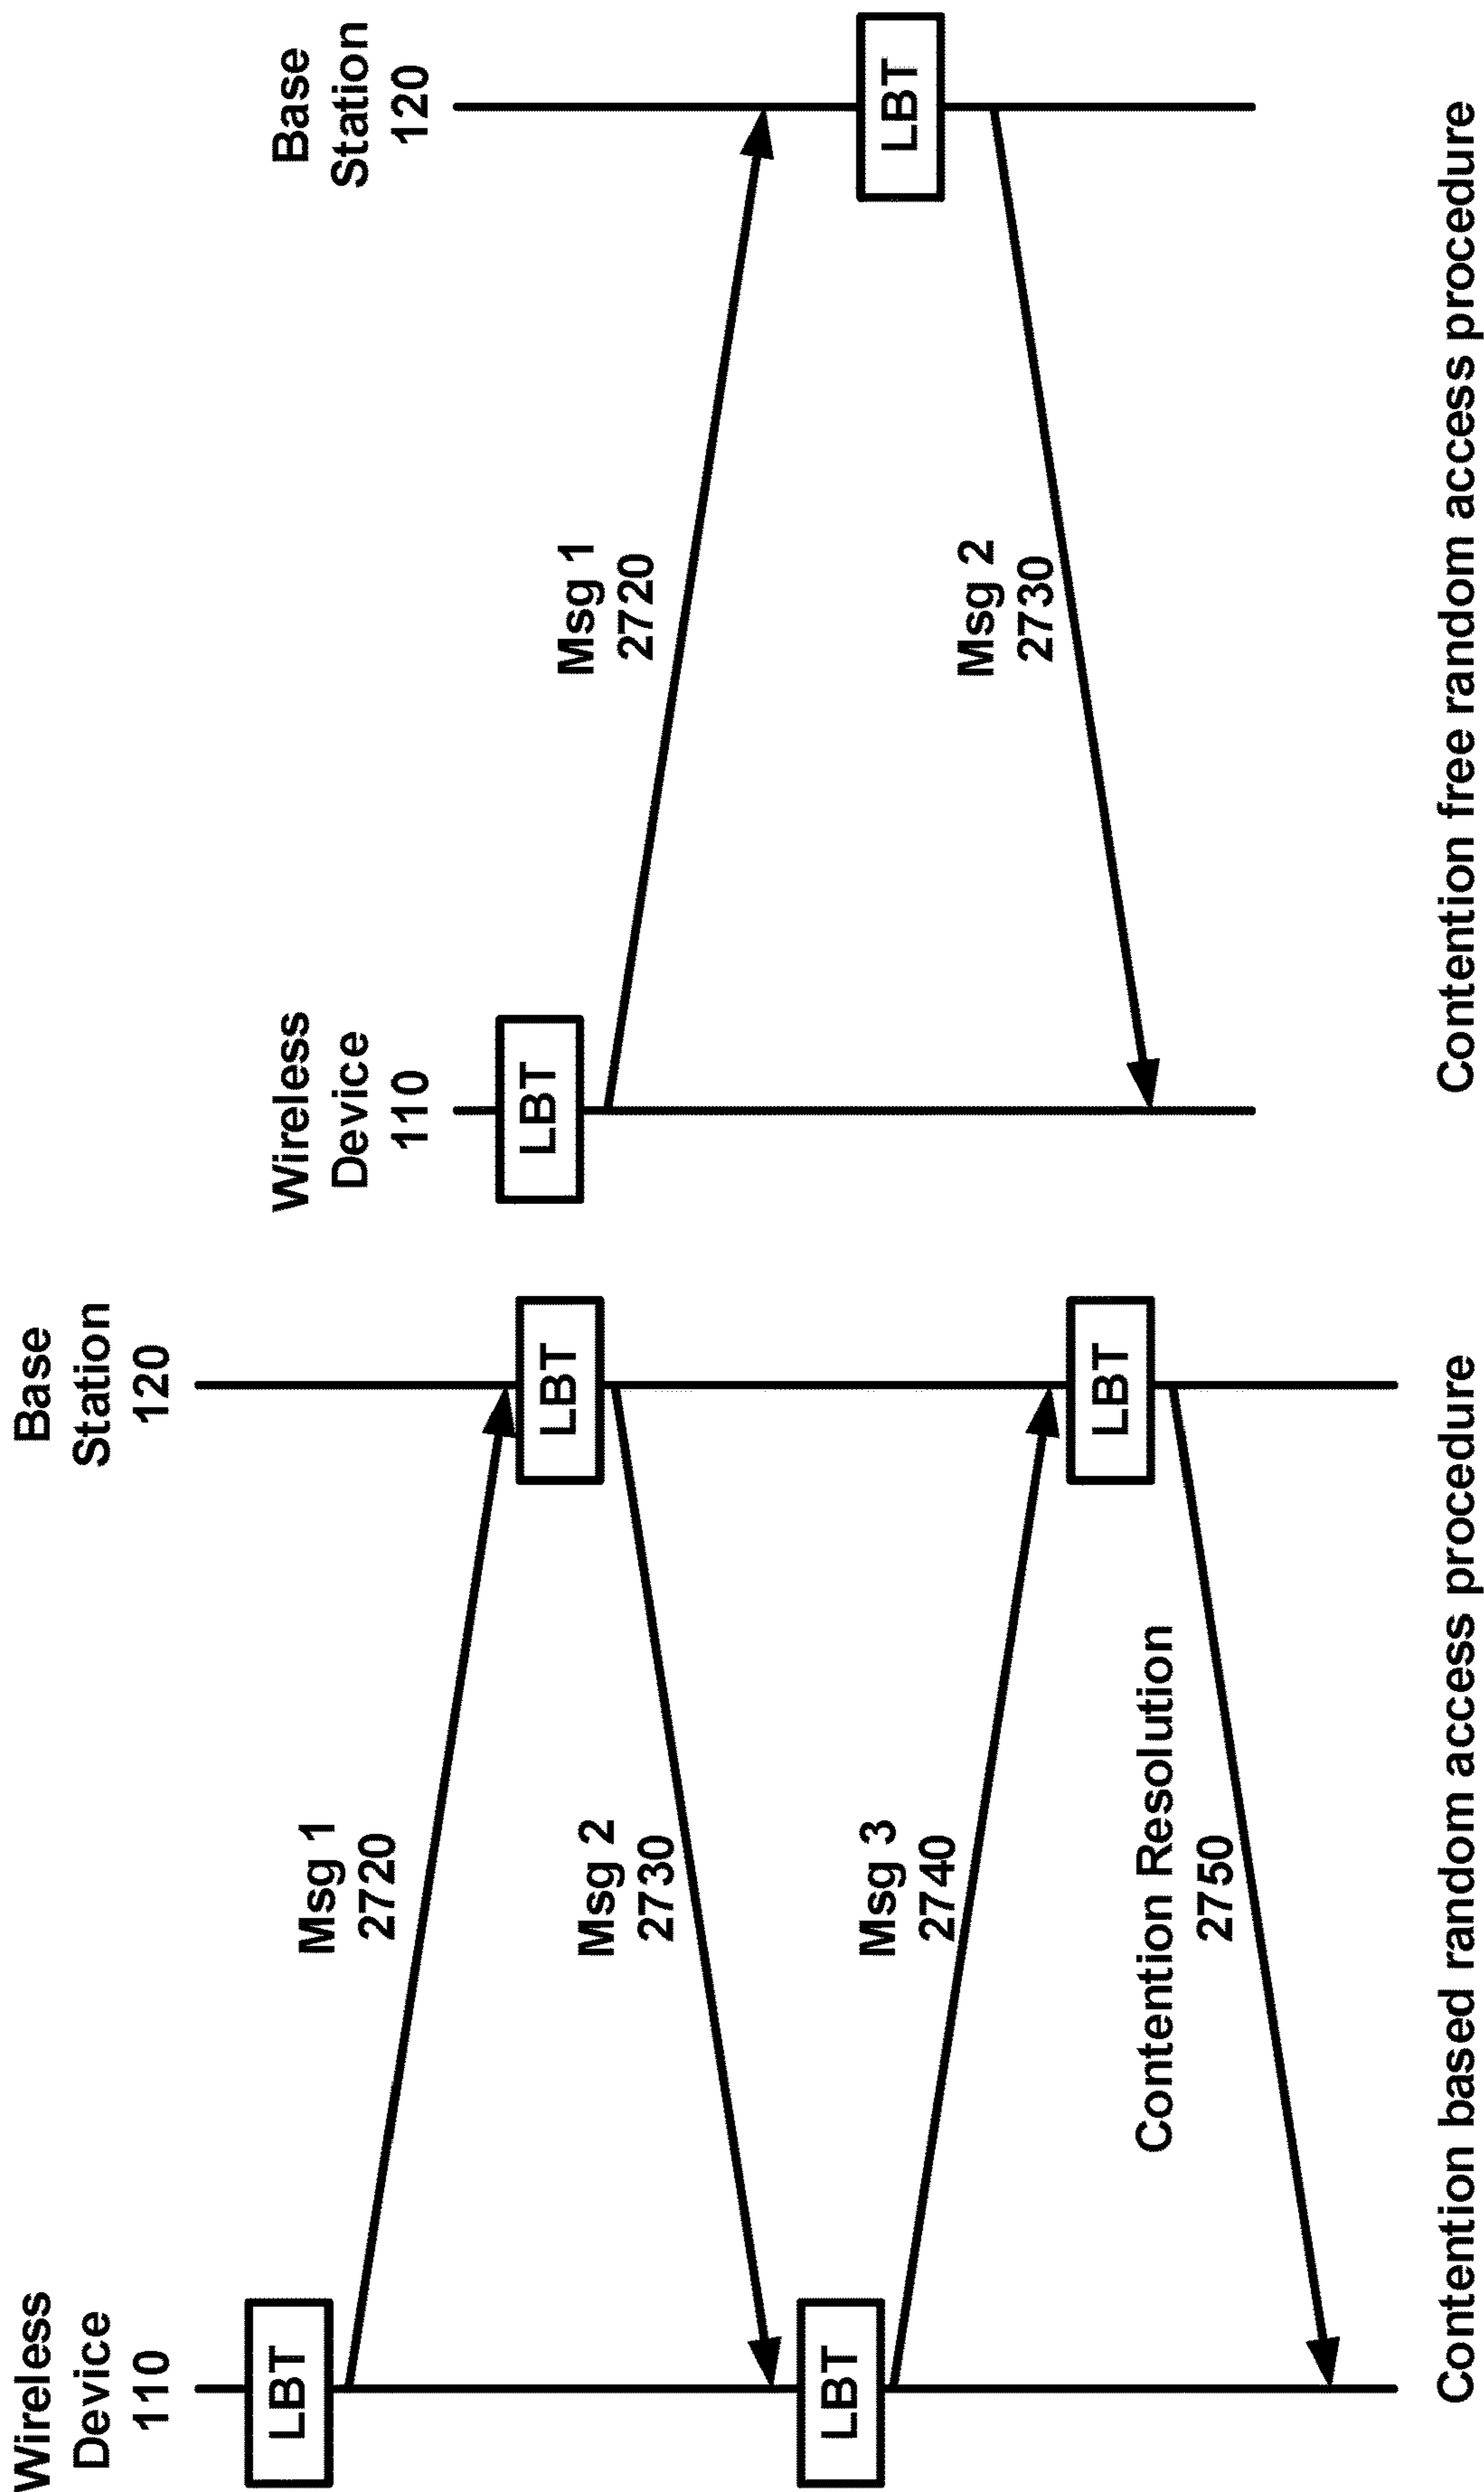 Wireless
Device
110
Base
Station
120
LBT
Msg 1
2720
LBT
Msg 2
2730
LBT
Msg 3
2740
LBT
Contention Resolution
2750
Contention based random access procedure
Wireless
Device
110
Base
Station
120
LBT
Msg 1
2720
LBT
Msg 2
2730
Contention free random access procedure